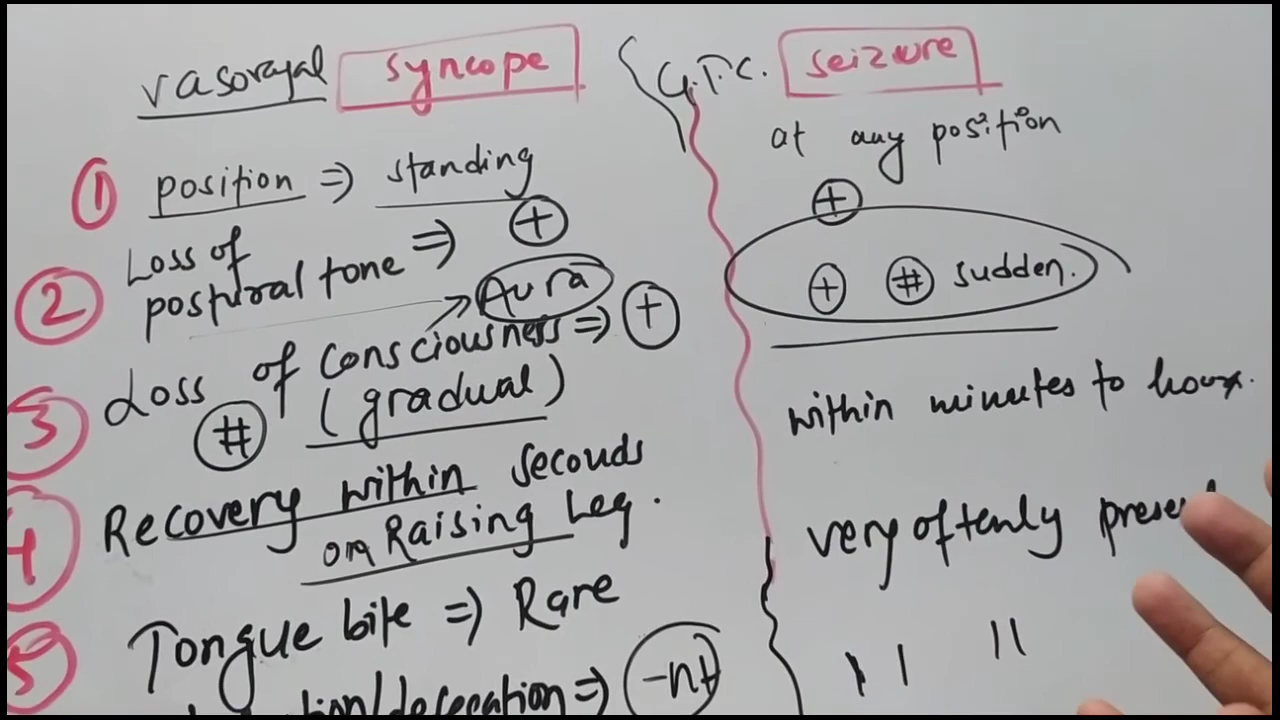 vasovagal syncope
G.T.C. seizure
① position ⇒ standing
at any position
② Loss of
postural tone ⇒ ⊕
⊕
Aura
③ Loss of consciousness ⇒ ⊕
# (gradual)
⊕ # sudden.
④ Recovery within seconds
on Raising Leg.
within minutes to hour.
⑤ Tongue bite ⇒ Rare
very oftenly
⇒ -nt